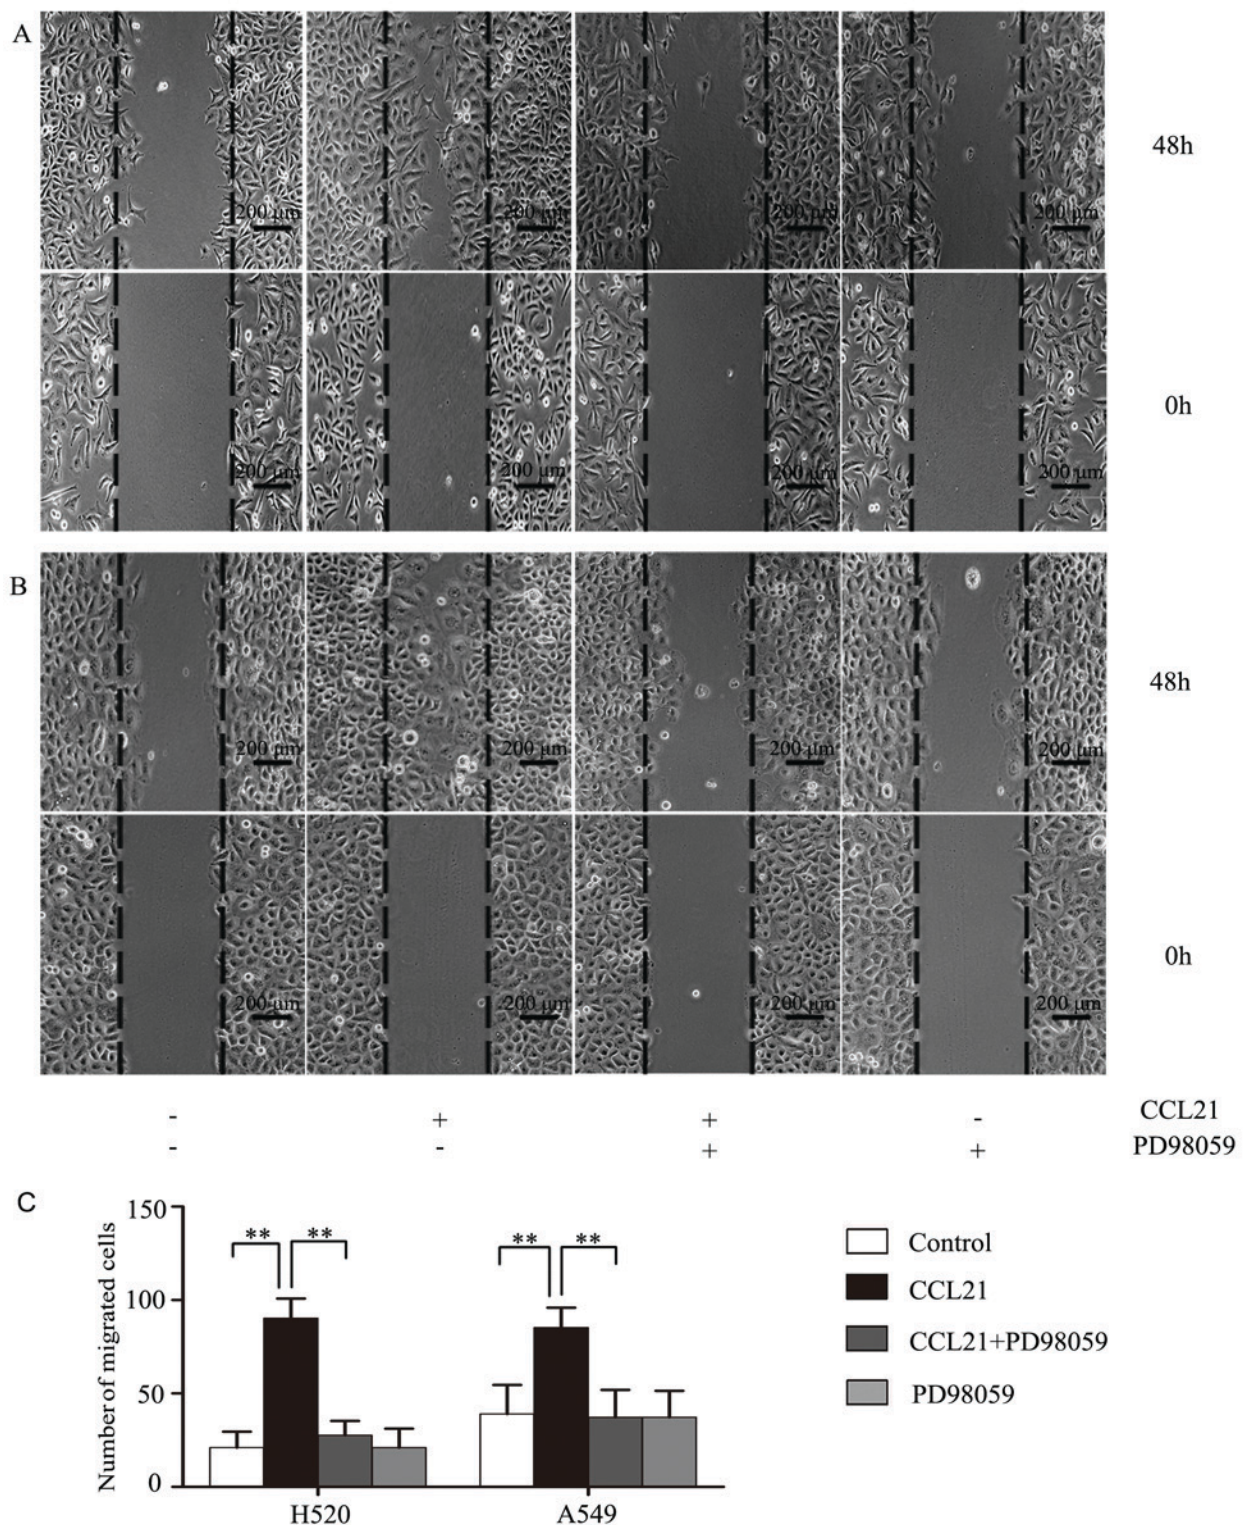 A
48h
200 μm
200 μm
200 μm
200 μm
0h
200 μm
200 μm
200 μm
200 μm
B
48h
200 μm
200 μm
200 μm
200 μm
0h
200 μm
200 μm
200 μm
200 μm
- + + - CCL21
- - + + PD98059
C
Number of migrated cells
150
100
50
0
** **
** **
H520
A549
Control
CCL21
CCL21+PD98059
PD98059